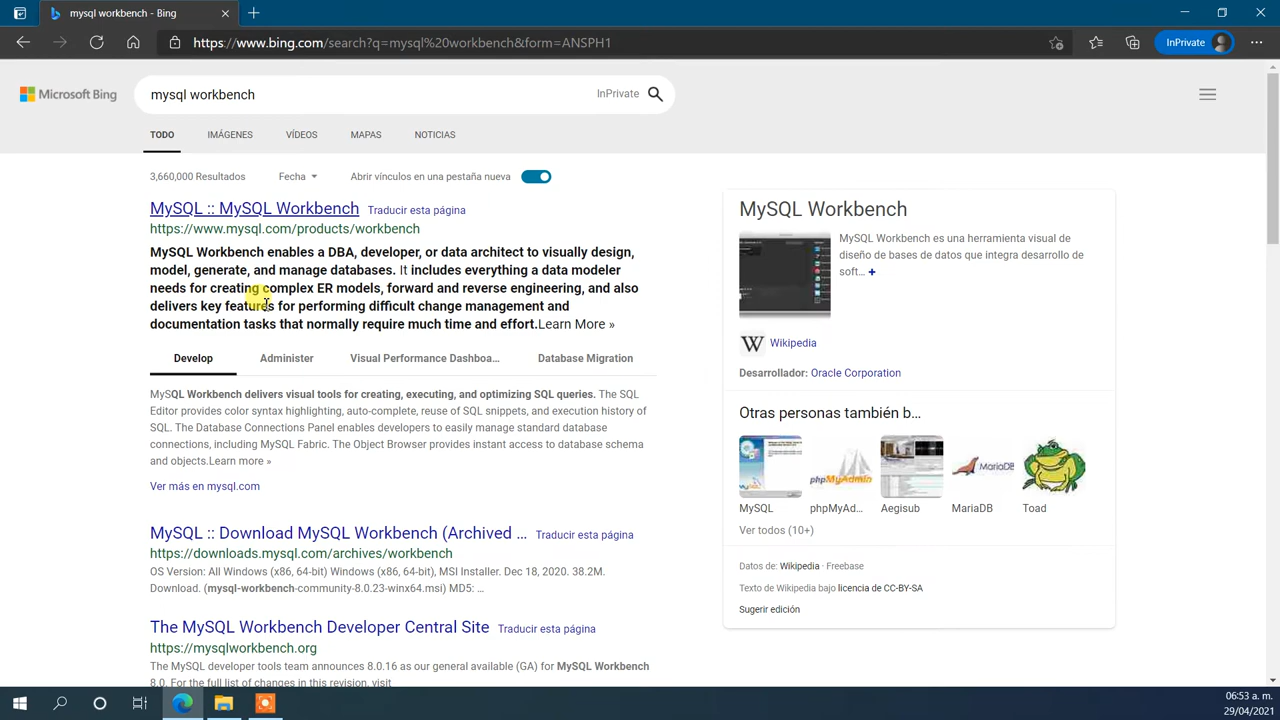 mysql workbench - Bing
https://www.bing.com/search?q=mysql%20workbench&form=ANSPH1
InPrivate
Microsoft Bing
mysql workbench
InPrivate
TODO
IMÁGENES
VÍDEOS
MAPAS
NOTICIAS
3,660,000 Resultados
Fecha
Abrir vínculos en una pestaña nueva
MySQL :: MySQL Workbench Traducir esta página
https://www.mysql.com/products/workbench
MySQL Workbench enables a DBA, developer, or data architect to visually design,
model, generate, and manage databases. It includes everything a data modeler
needs for creating complex ER models, forward and reverse engineering, and also
delivers key features for performing difficult change management and
documentation tasks that normally require much time and effort.Learn More »
Develop
Administer
Visual Performance Dashboa...
Database Migration
MySQL Workbench delivers visual tools for creating, executing, and optimizing SQL queries. The SQL
Editor provides color syntax highlighting, auto-complete, reuse of SQL snippets, and execution history of
SQL. The Database Connections Panel enables developers to easily manage standard database
connections, including MySQL Fabric. The Object Browser provides instant access to database schema
and objects.Learn more »
Ver más en mysql.com
MySQL :: Download MySQL Workbench (Archived ... Traducir esta página
https://downloads.mysql.com/archives/workbench
OS Version: All Windows (x86, 64-bit) Windows (x86, 64-bit), MSI Installer. Dec 18, 2020. 38.2M.
Download. (mysql-workbench-community-8.0.23-winx64.msi) MD5: ...
The MySQL Workbench Developer Central Site Traducir esta página
https://mysqlworkbench.org
The MySQL developer tools team announces 8.0.16 as our general available (GA) for MySQL Workbench
8.0. For the full list of changes in this revision, visit
MySQL Workbench
MySQL Workbench es una herramienta visual de
diseño de bases de datos que integra desarrollo de
soft... +
W Wikipedia
Desarrollador: Oracle Corporation
Otras personas también b...
phpMyAdmin
MariaDB
MySQL
phpMyAd...
Aegisub
MariaDB
Toad
Ver todos (10+)
Datos de: Wikipedia · Freebase
Texto de Wikipedia bajo licencia de CC-BY-SA
Sugerir edición
06:53 a. m.
29/04/2021